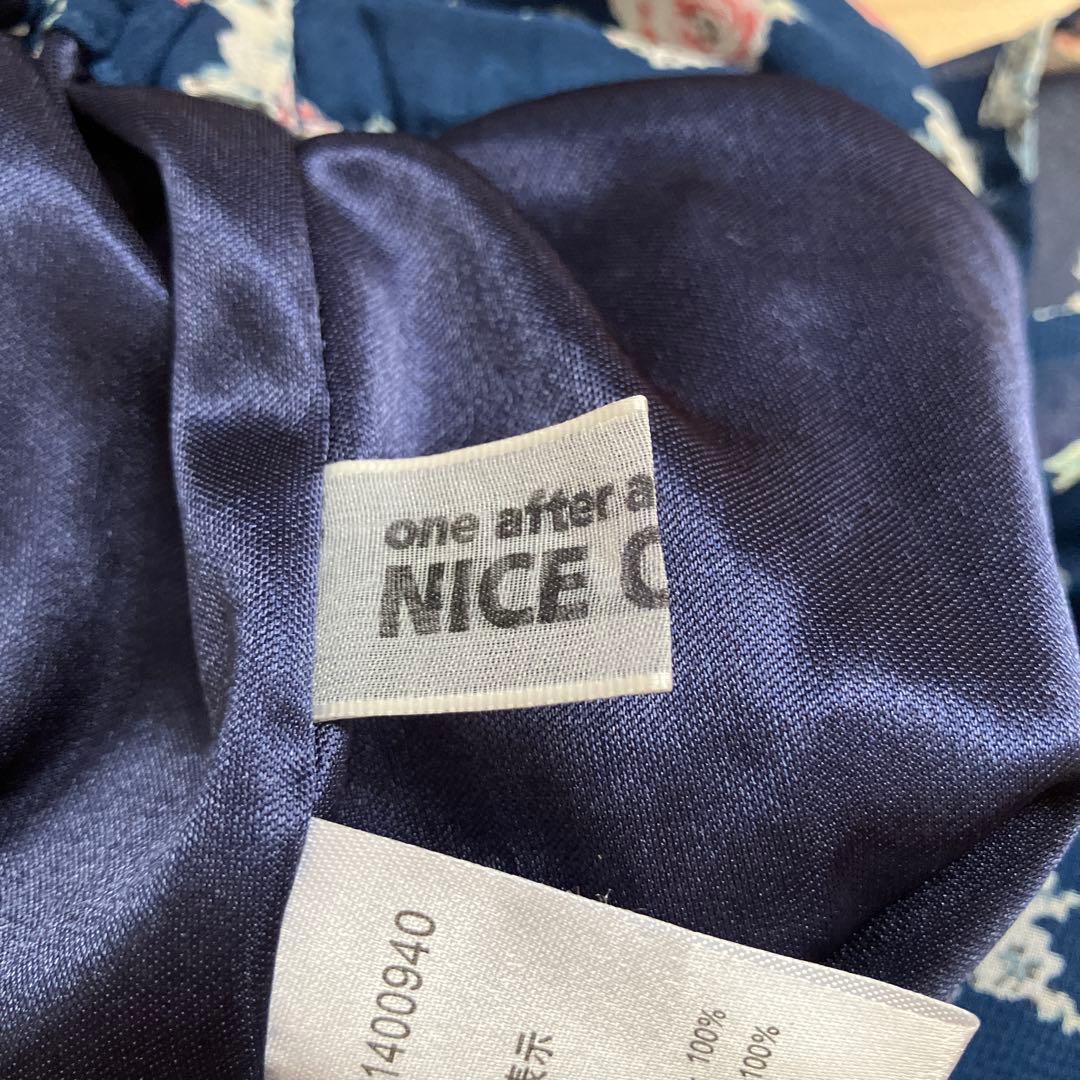 one after a
NICE C
1400940
表示
100%
100%